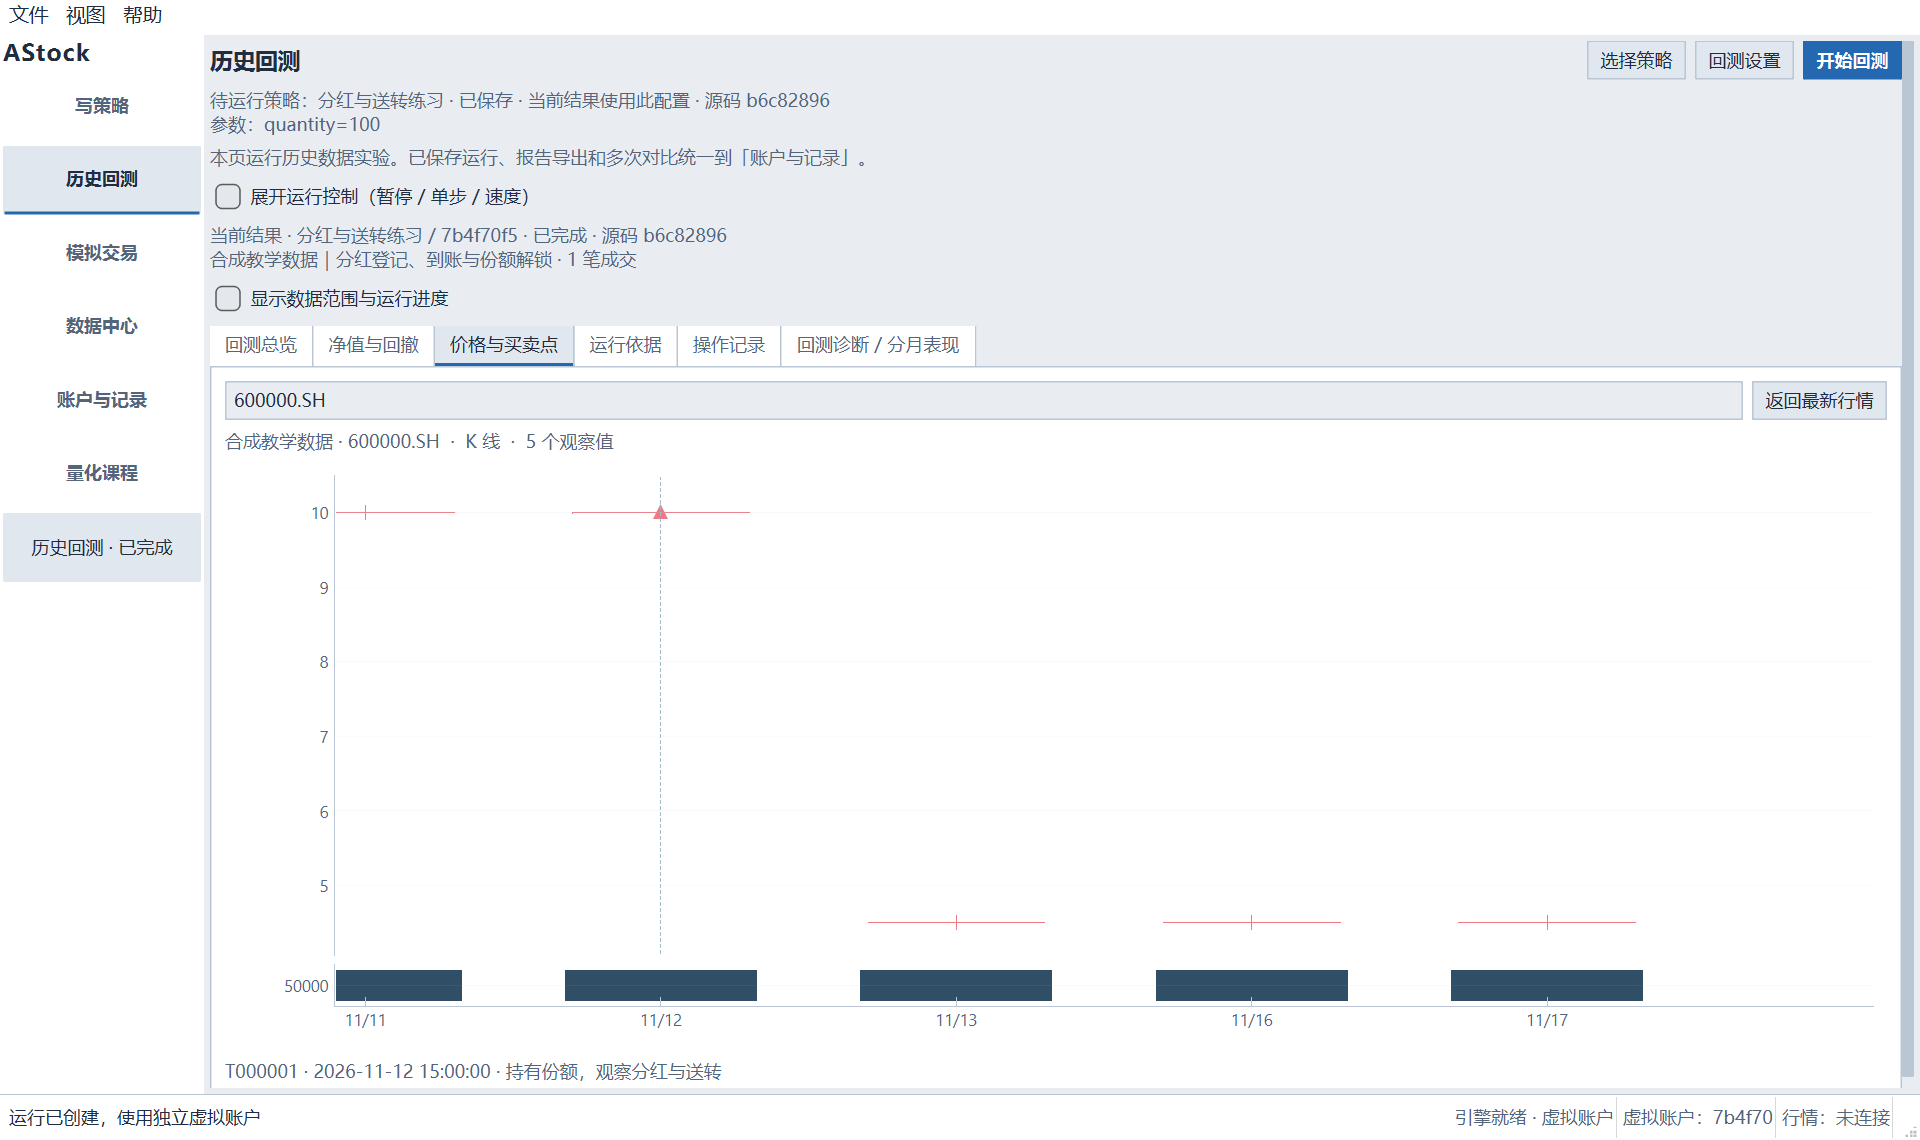 文件 视图 帮助
AStock
写策略
历史回测
模拟交易
数据中心
账户与记录
量化课程
历史回测 · 已完成
历史回测
选择策略
回测设置
开始回测
待运行策略：分红与送转练习 · 已保存 · 当前结果使用此配置 · 源码 b6c82896
参数：quantity=100
本页运行历史数据实验。已保存运行、报告导出和多次对比统一到「账户与记录」。
展开运行控制（暂停 / 单步 / 速度）
当前结果 · 分红与送转练习 / 7b4f70f5 · 已完成 · 源码 b6c82896
合成教学数据 | 分红登记、到账与份额解锁 · 1 笔成交
显示数据范围与运行进度
回测总览
净值与回撤
价格与买卖点
运行依据
操作记录
回测诊断 / 分月表现
600000.SH
返回最新行情
合成教学数据 · 600000.SH · K 线 · 5 个观察值
10
9
8
7
6
5
50000
11/11
11/12
11/13
11/16
11/17
T000001 · 2026-11-12 15:00:00 · 持有份额，观察分红与送转
运行已创建，使用独立虚拟账户
引擎就绪 · 虚拟账户
虚拟账户：7b4f70
行情：未连接